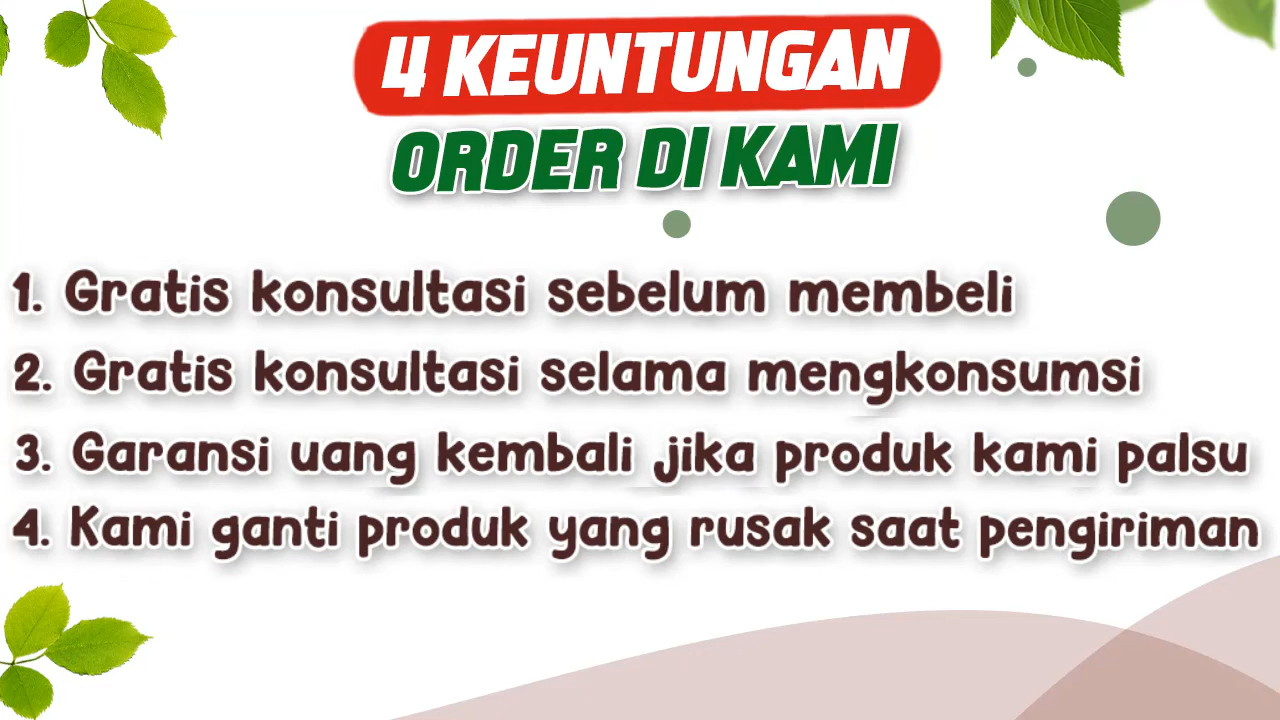 4 KEUNTUNGAN
ORDER DI KAMI
1. Gratis konsultasi sebelum membeli
2. Gratis konsultasi selama mengkonsumsi
3. Garansi uang kembali jika produk kami palsu
4. Kami ganti produk yang rusak saat pengiriman